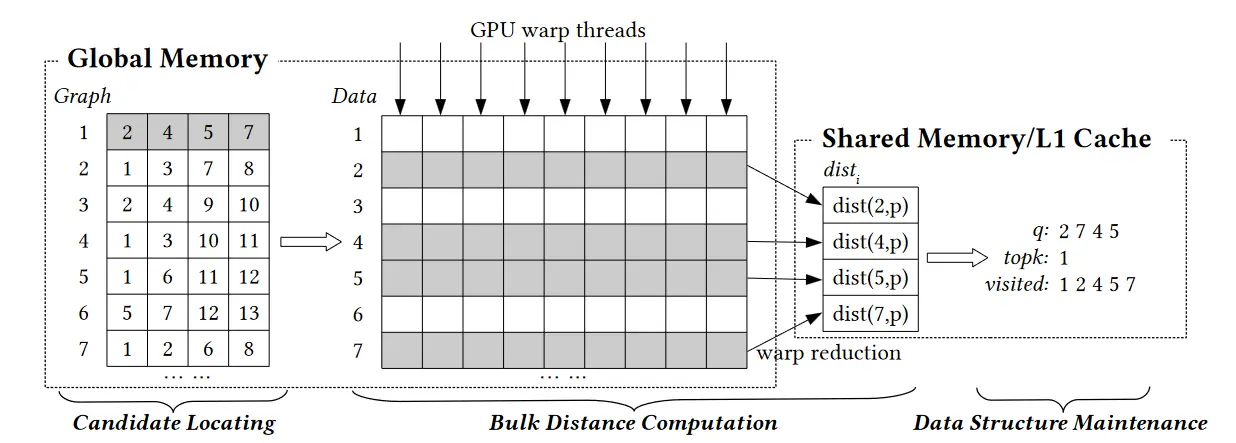 GPU warp threads
Global Memory
Graph
Data
1 2 4 5 7
2 1 3 7 8
3 2 4 9 10
4 1 3 10 11
5 1 6 11 12
6 5 7 12 13
7 1 2 6 8
... ...
1
2
3
4
5
6
7
... ...
Shared Memory/L1 Cache
dist_i
dist(2,p)
dist(4,p)
dist(5,p)
dist(7,p)
warp reduction
q: 2 7 4 5
topk: 1
visited: 1 2 4 5 7
Candidate Locating
Bulk Distance Computation
Data Structure Maintenance